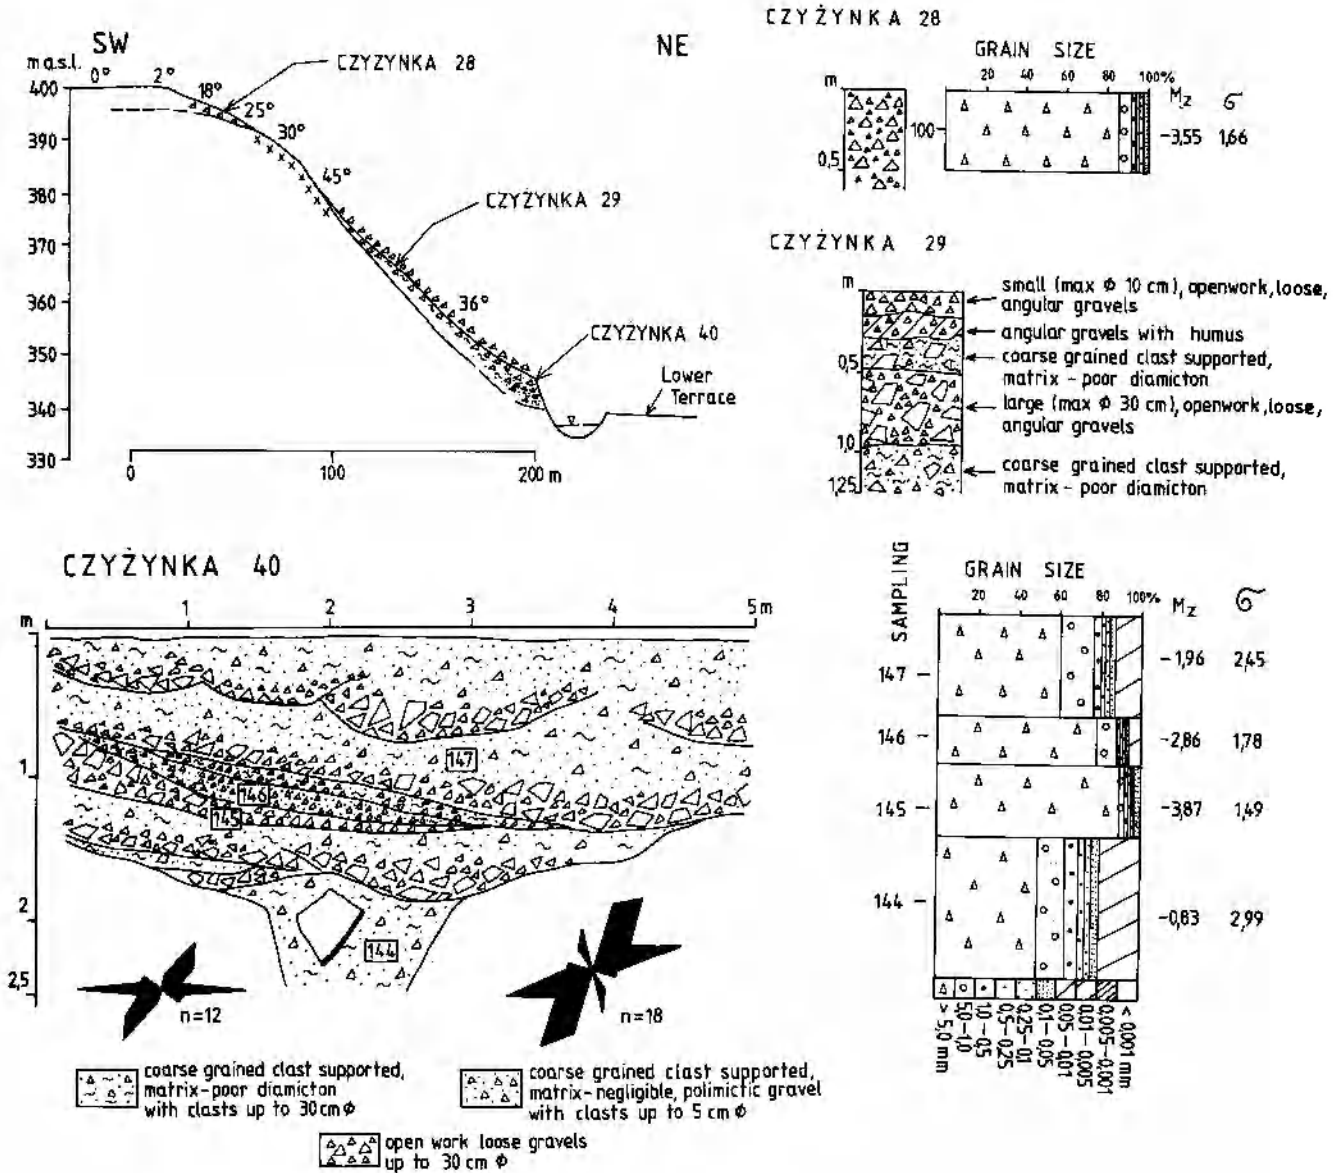 SW
NE
m a.s.l.
0°
2°
18°
25°
30°
45°
36°
CZYŻYNKA 28
CZYŻYNKA 29
CZYŻYNKA 40
Lower
Terrace
400
390
380
370
360
350
340
330
0
100
200 m
CZYŻYNKA 28
GRAIN SIZE
m
20 40 60 80 100%
Mz
σ
0,5
100
-3,55 1,66
CZYŻYNKA 29
m
0,5
1,0
1,25
small (max Φ 10 cm), openwork, loose,
angular gravels
angular gravels with humus
coarse grained clast supported,
matrix - poor diamicton
large (max Φ 30 cm), openwork, loose,
angular gravels
coarse grained clast supported,
matrix - poor diamicton
CZYŻYNKA 40
m
1 2 3 4 5 m
1
2
2,5
147
146
145
144
n=12
n=18
coarse grained clast supported,
matrix-poor diamicton
with clasts up to 30 cm Φ
coarse grained clast supported,
matrix-negligible, polimictic gravel
with clasts up to 5 cm Φ
open work loose gravels
up to 30 cm Φ
SAMPLING
GRAIN SIZE
20 40 60 80 100%
Mz
σ
147
-1,96 2,45
146
-2,86 1,78
145
-3,87 1,49
144
-0,83 2,99
> 5,0 mm
5,0-1,0
1,0-0,5
0,5-0,25
0,25-0,1
0,1-0,05
0,05-0,01
0,01-0,005
0,005-0,001
< 0,001 mm